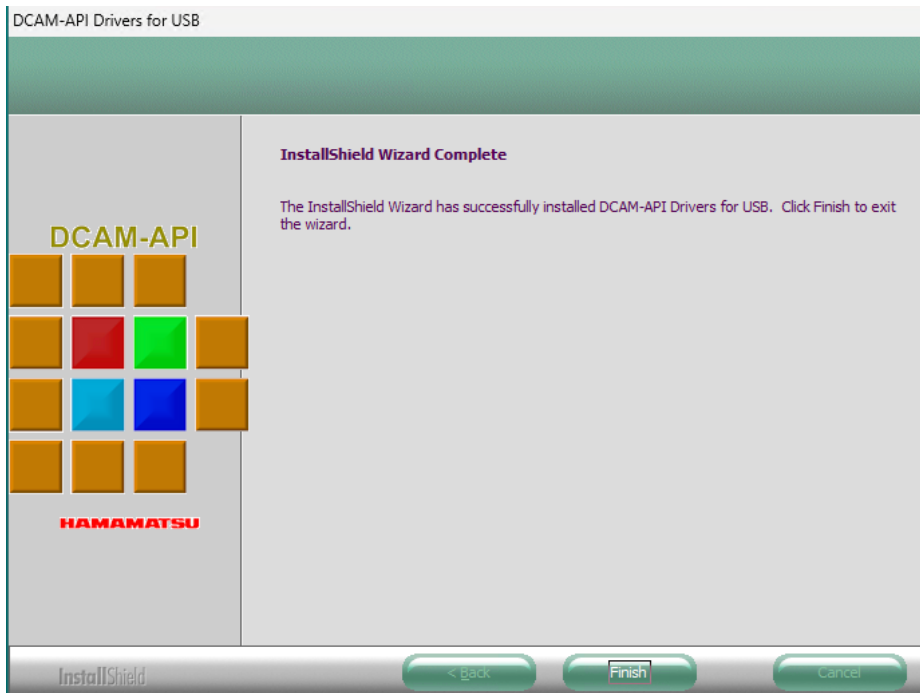 DCAM-API Drivers for USB
InstallShield Wizard Complete
The InstallShield Wizard has successfully installed DCAM-API Drivers for USB. Click Finish to exit
the wizard.
DCAM-API
HAMAMATSU
InstallShield
< Back
Finish
Cancel